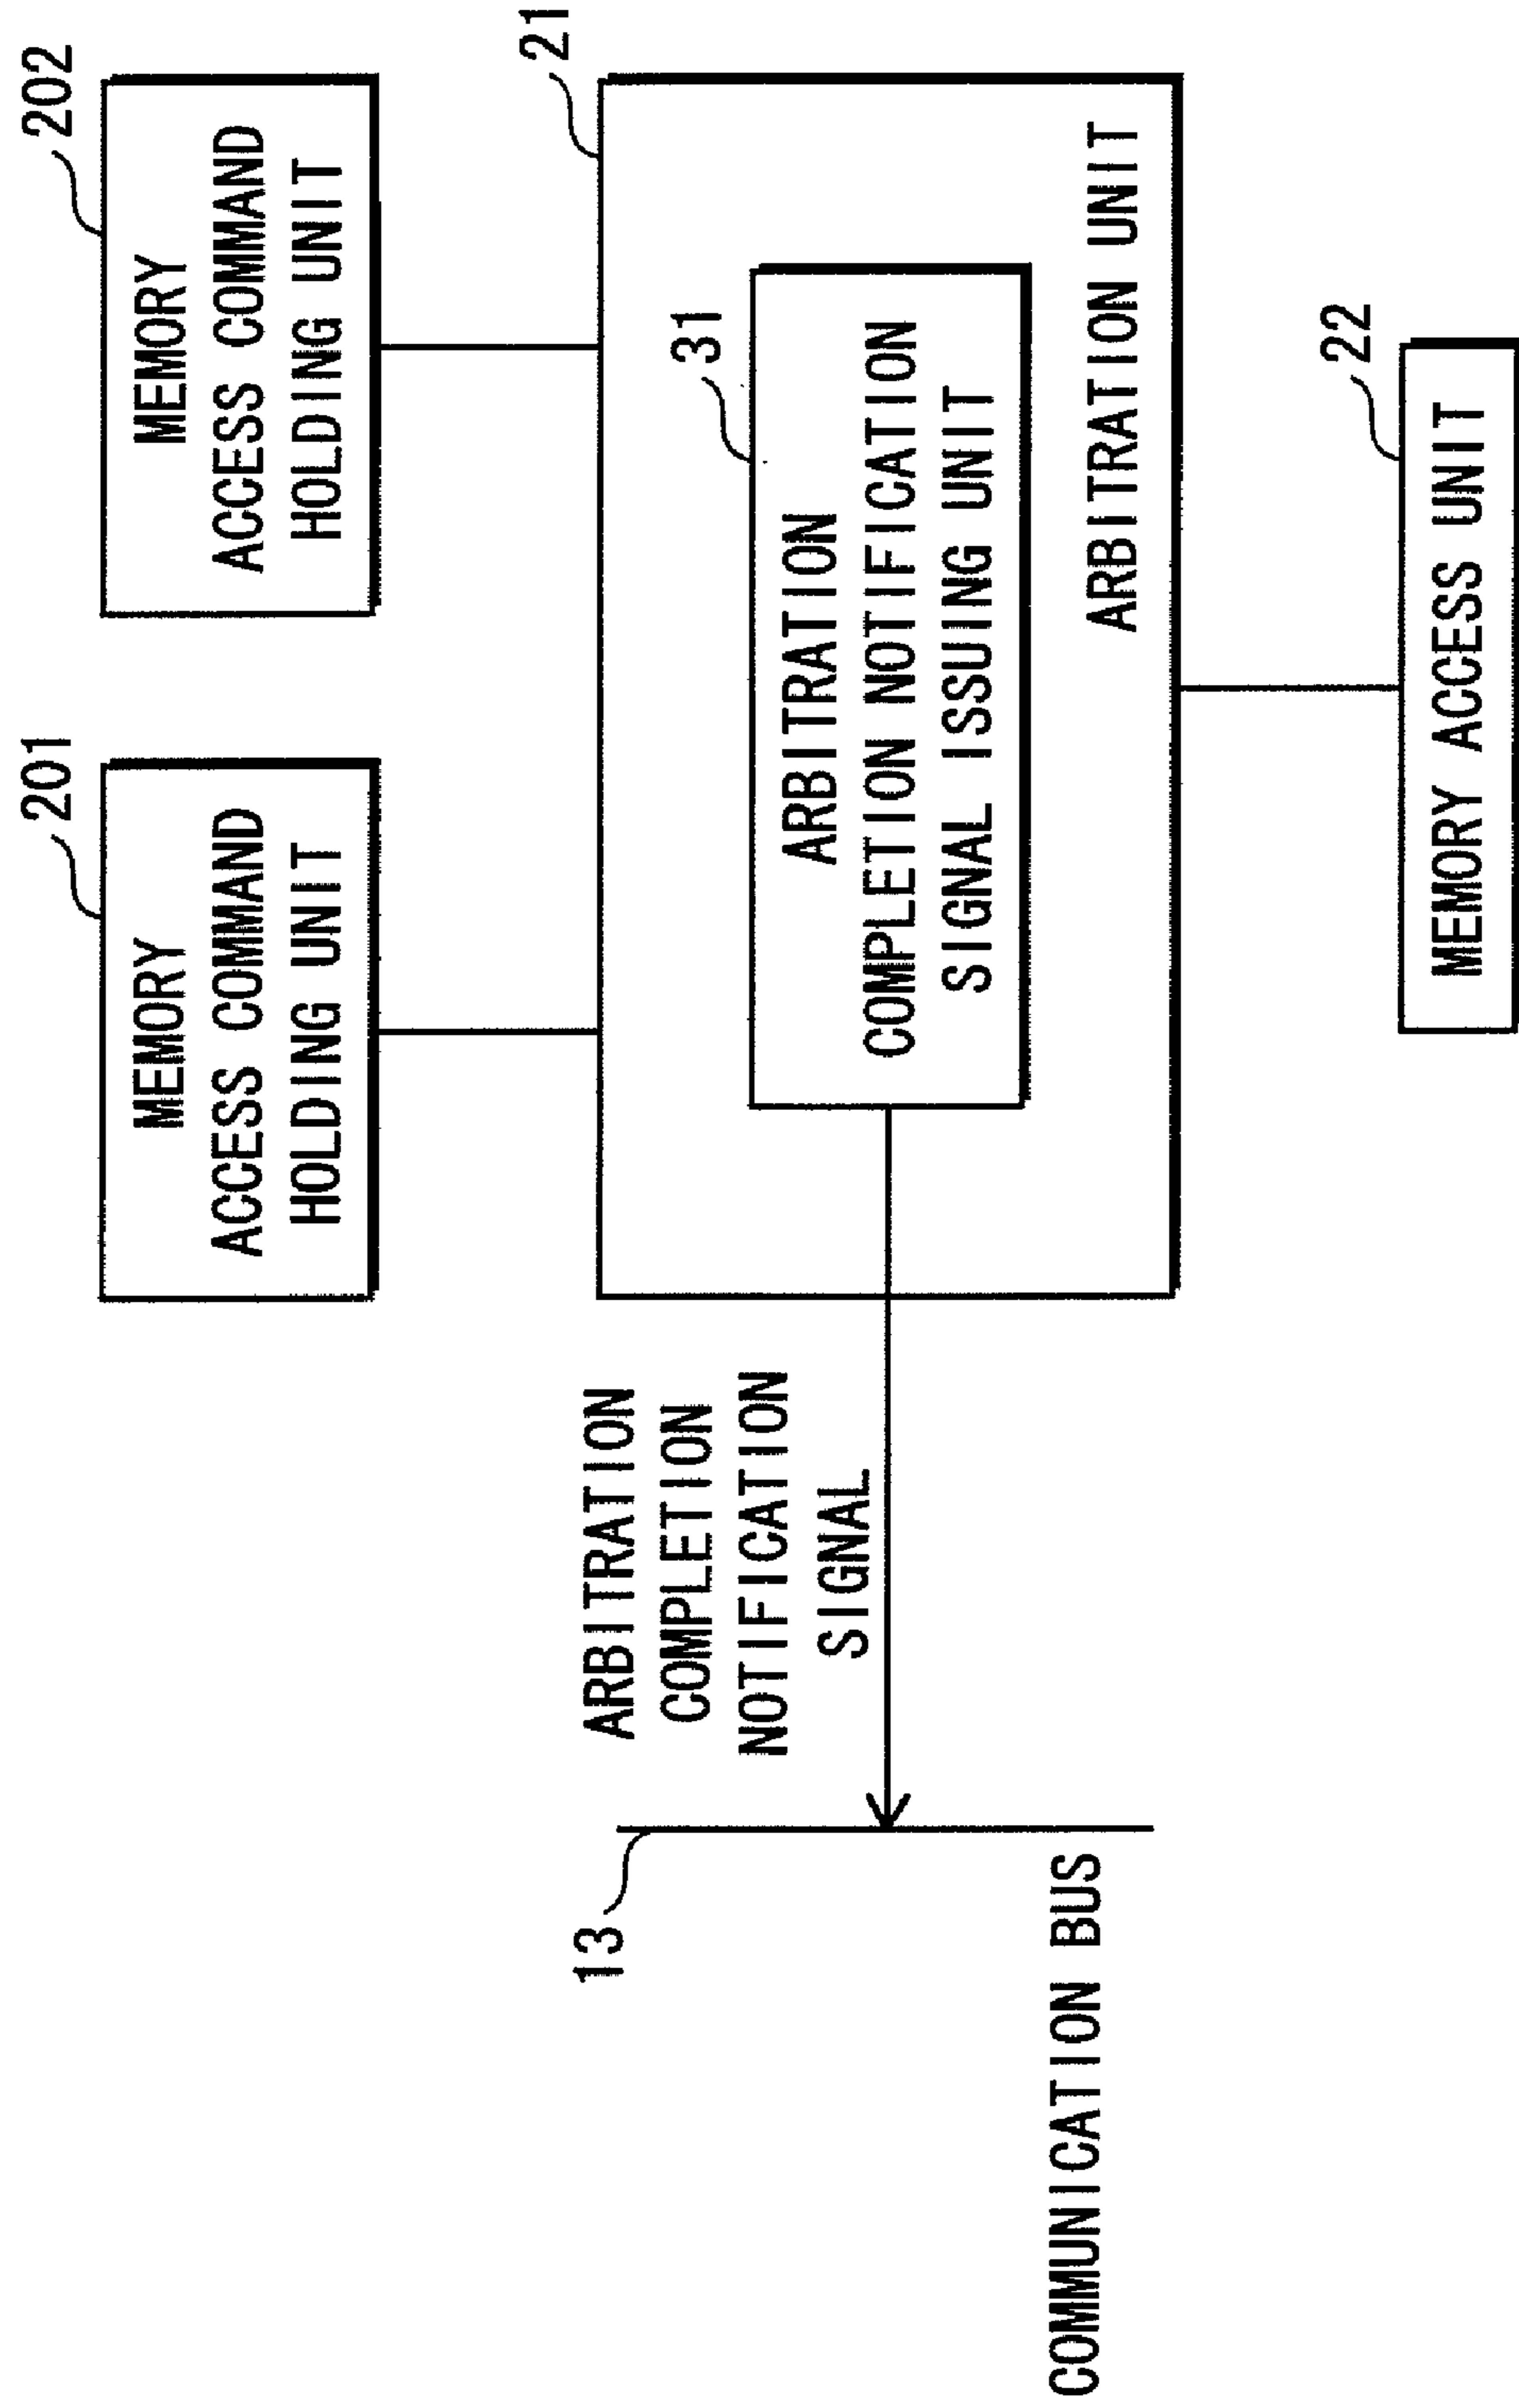 201
MEMORY
ACCESS COMMAND
HOLDING UNIT
202
MEMORY
ACCESS COMMAND
HOLDING UNIT
21
13
ARBITRATION
COMPLETION
NOTIFICATION
SIGNAL
31
ARBITRATION
COMPLETION NOTIFICATION
SIGNAL ISSUING UNIT
COMMUNICATION BUS
ARBITRATION UNIT
22
MEMORY ACCESS UNIT